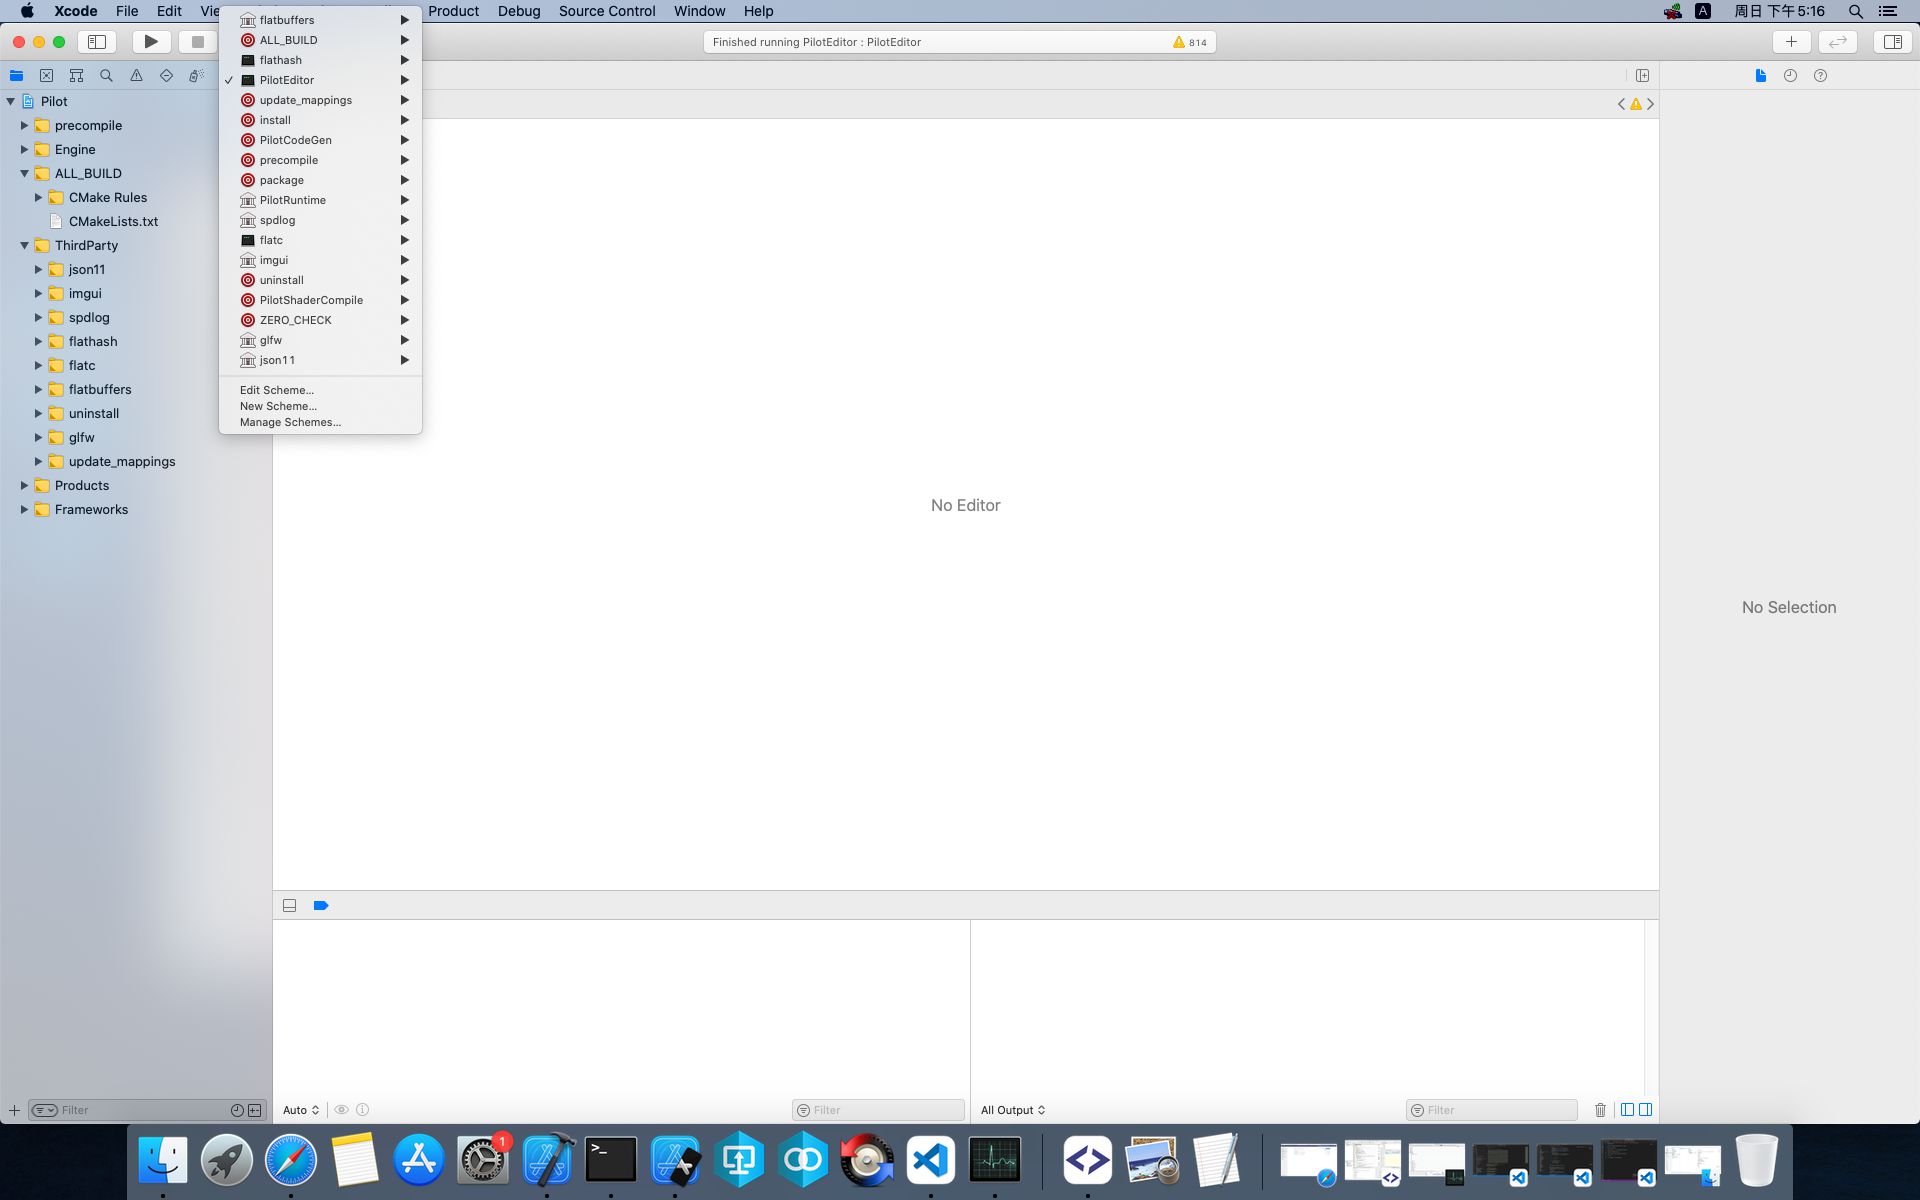 Xcode File Edit Vie Product Debug Source Control Window Help
A 周日 下午5:16
Finished running PilotEditor : PilotEditor 814
flatbuffers
ALL_BUILD
flathash
✓ PilotEditor
update_mappings
install
PilotCodeGen
precompile
package
PilotRuntime
spdlog
flatc
imgui
uninstall
PilotShaderCompile
ZERO_CHECK
glfw
json11
Edit Scheme...
New Scheme...
Manage Schemes...
Pilot
precompile
Engine
ALL_BUILD
CMake Rules
CMakeLists.txt
ThirdParty
json11
imgui
spdlog
flathash
flatc
flatbuffers
uninstall
glfw
update_mappings
Products
Frameworks
No Editor
No Selection
Filter
Auto
Filter
All Output
Filter
1